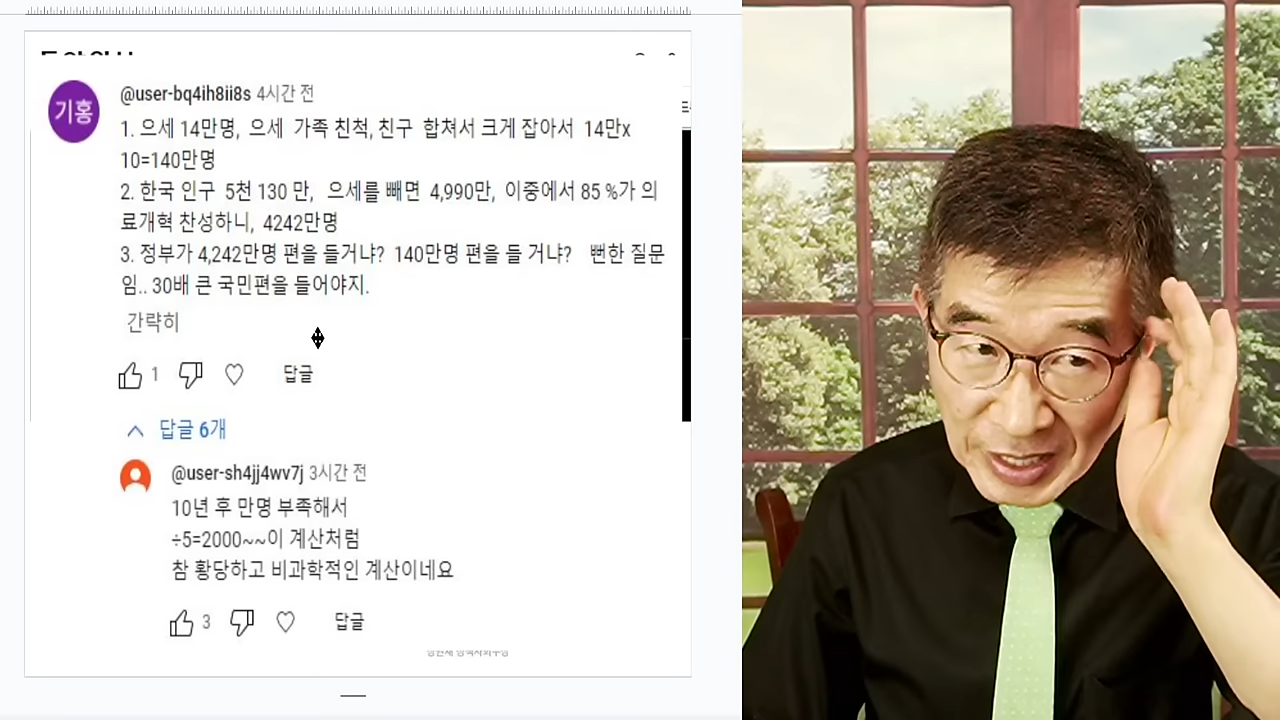 기홍
@user-bq4ih8ii8s 4시간 전
1. 으세 14만명, 으세 가족 친척, 친구 합쳐서 크게 잡아서 14만x
10=140만명
2. 한국 인구 5천 130 만, 으세를 빼면 4,990만, 이중에서 85 %가 의
료개혁 찬성하니, 4242만명
3. 정부가 4,242만명 편을 들거냐? 140만명 편을 들 거냐? 뻔한 질문
임.. 30배 큰 국민편을 들어야지.
간략히
1 답글
답글 6개
@user-sh4jj4wv7j 3시간 전
10년 후 만명 부족해서
÷5=2000~~이 계산처럼
참 황당하고 비과학적인 계산이네요
3 답글